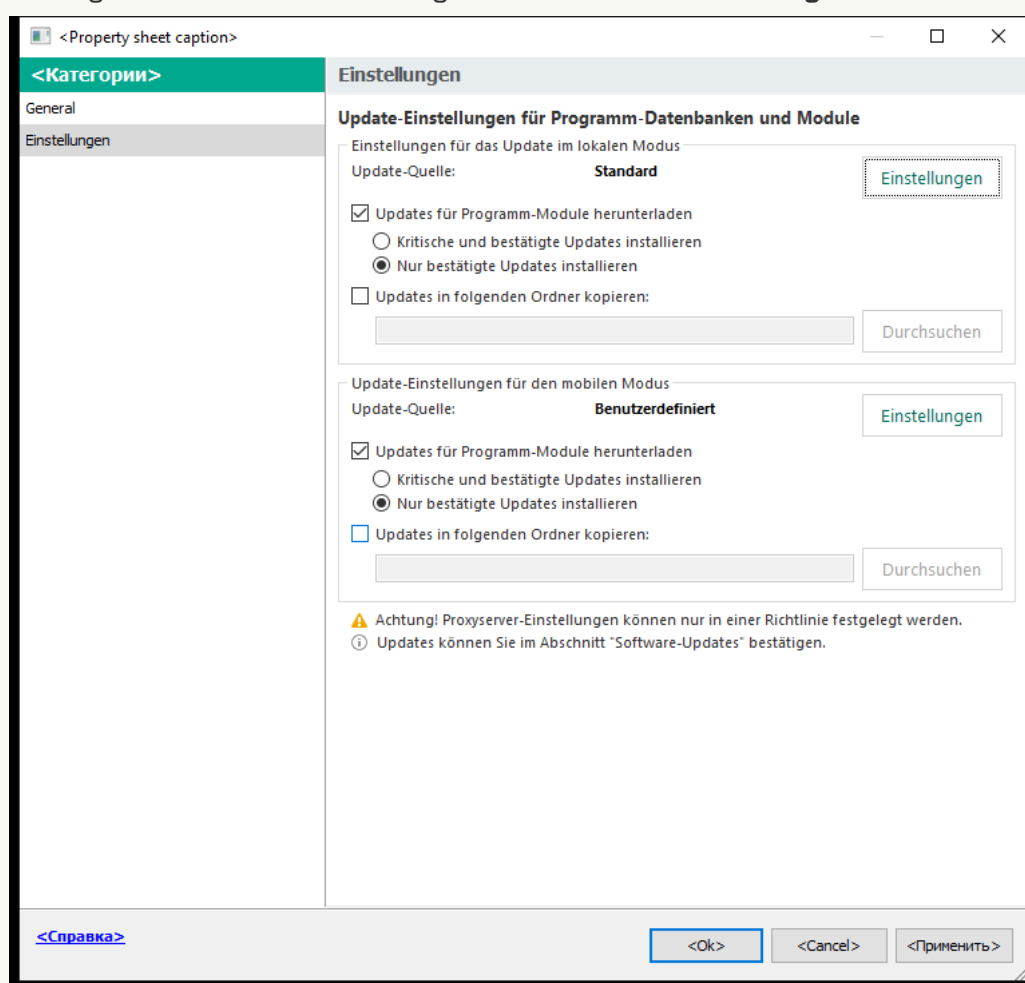 <Property sheet caption>
<Категории>
General
Einstellungen
Einstellungen
Update-Einstellungen für Programm-Datenbanken und Module
Einstellungen für das Update im lokalen Modus
Update-Quelle: Standard
Einstellungen
Updates für Programm-Module herunterladen
Kritische und bestätigte Updates installieren
Nur bestätigte Updates installieren
Updates in folgenden Ordner kopieren:
Durchsuchen
Update-Einstellungen für den mobilen Modus
Update-Quelle: Benutzerdefiniert
Einstellungen
Updates für Programm-Module herunterladen
Kritische und bestätigte Updates installieren
Nur bestätigte Updates installieren
Updates in folgenden Ordner kopieren:
Durchsuchen
Achtung! Proxyserver-Einstellungen können nur in einer Richtlinie festgelegt werden.
Updates können Sie im Abschnitt "Software-Updates" bestätigen.
<Справка>
<Ok> <Cancel> <Применить>